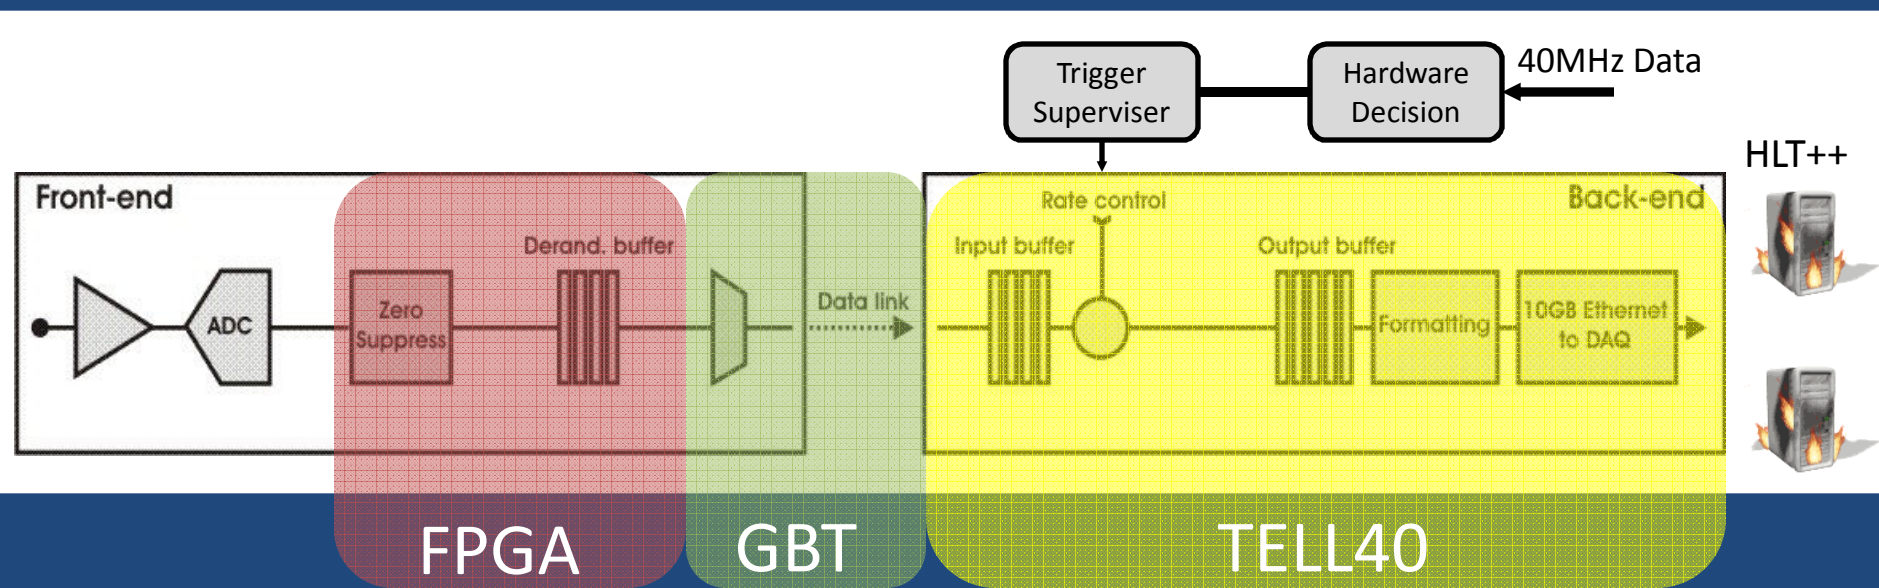 Trigger
Superviser
Hardware
Decision
40MHz Data
HLT++
Front-end
Back-end
Rate control
Derand. buffer
Input buffer
Output buffer
ADC
Zero
Suppress
Data link
Formatting
10GB Ethernet
to DAQ
FPGA
GBT
TELL40